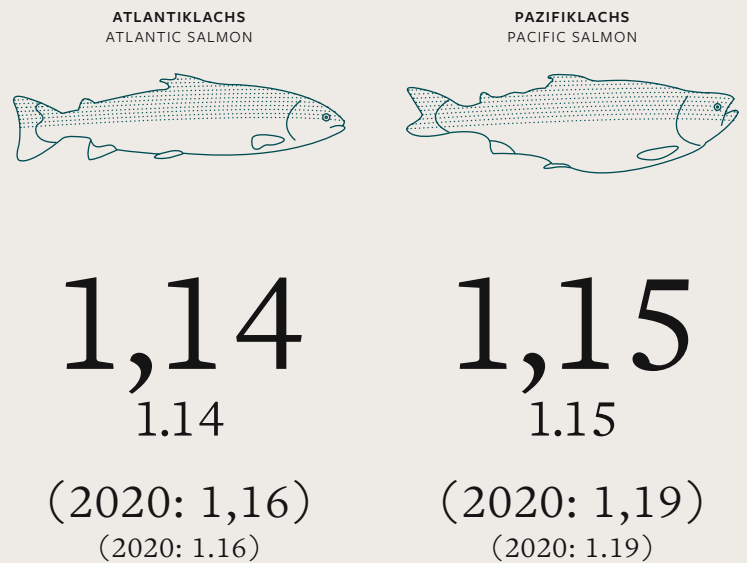 ATLANTIKLACHS
ATLANTIC SALMON
1,14
1.14
(2020: 1,16)
(2020: 1.16)
PAZIFIKLACHS
PACIFIC SALMON
1,15
1.15
(2020: 1,19)
(2020: 1.19)